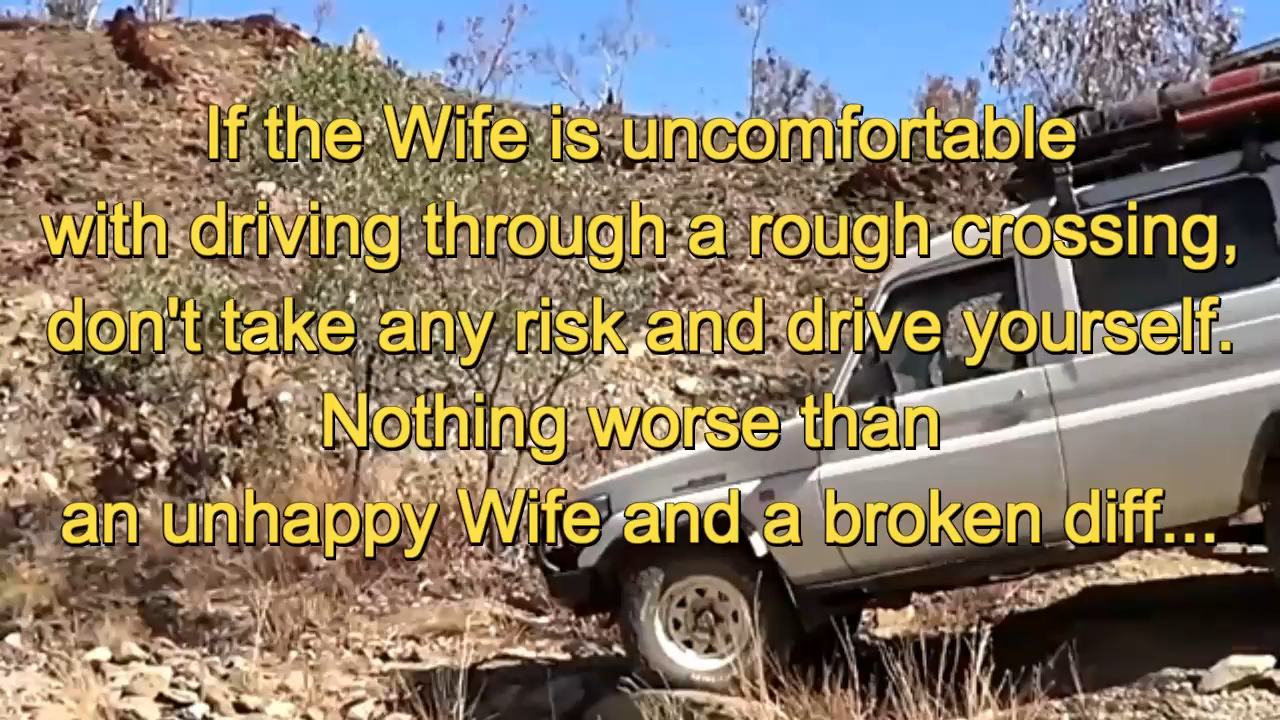 If the Wife is uncomfortable
with driving through a rough crossing,
don't take any risk and drive yourself.
Nothing worse than
an unhappy Wife and a broken diff...